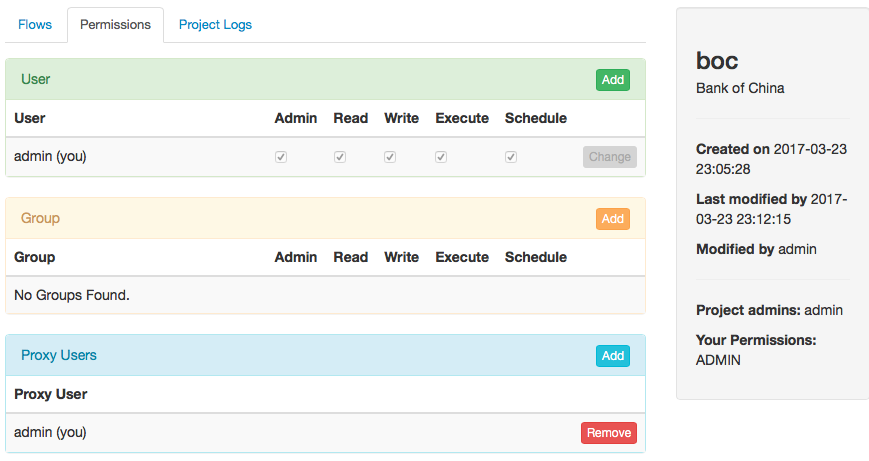 Flows Permissions Project Logs
User Add
User Admin Read Write Execute Schedule
admin (you) Change
Group Add
Group Admin Read Write Execute Schedule
No Groups Found.
Proxy Users Add
Proxy User
admin (you) Remove
boc
Bank of China
Created on 2017-03-23
23:05:28
Last modified by 2017-
03-23 23:12:15
Modified by admin
Project admins: admin
Your Permissions:
ADMIN